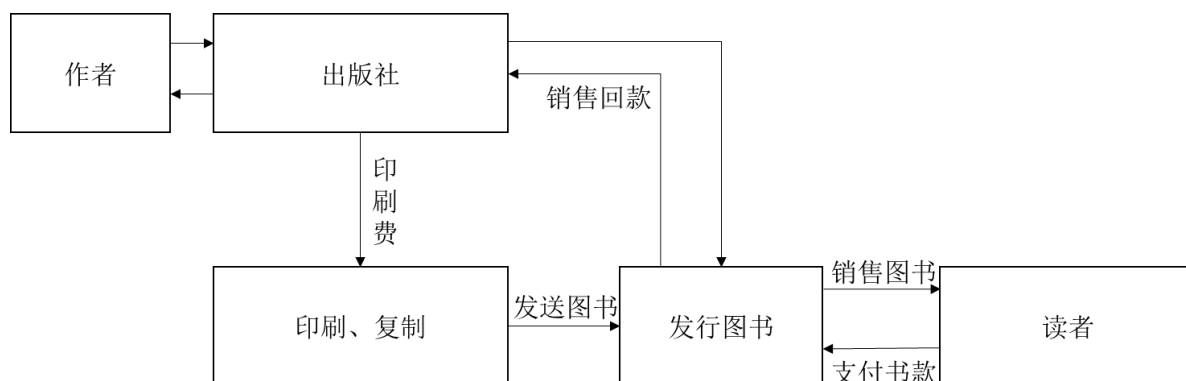 作者
出版社
销售回款
印刷费
印刷、复制
发送图书
发行图书
销售图书
支付书款
读者